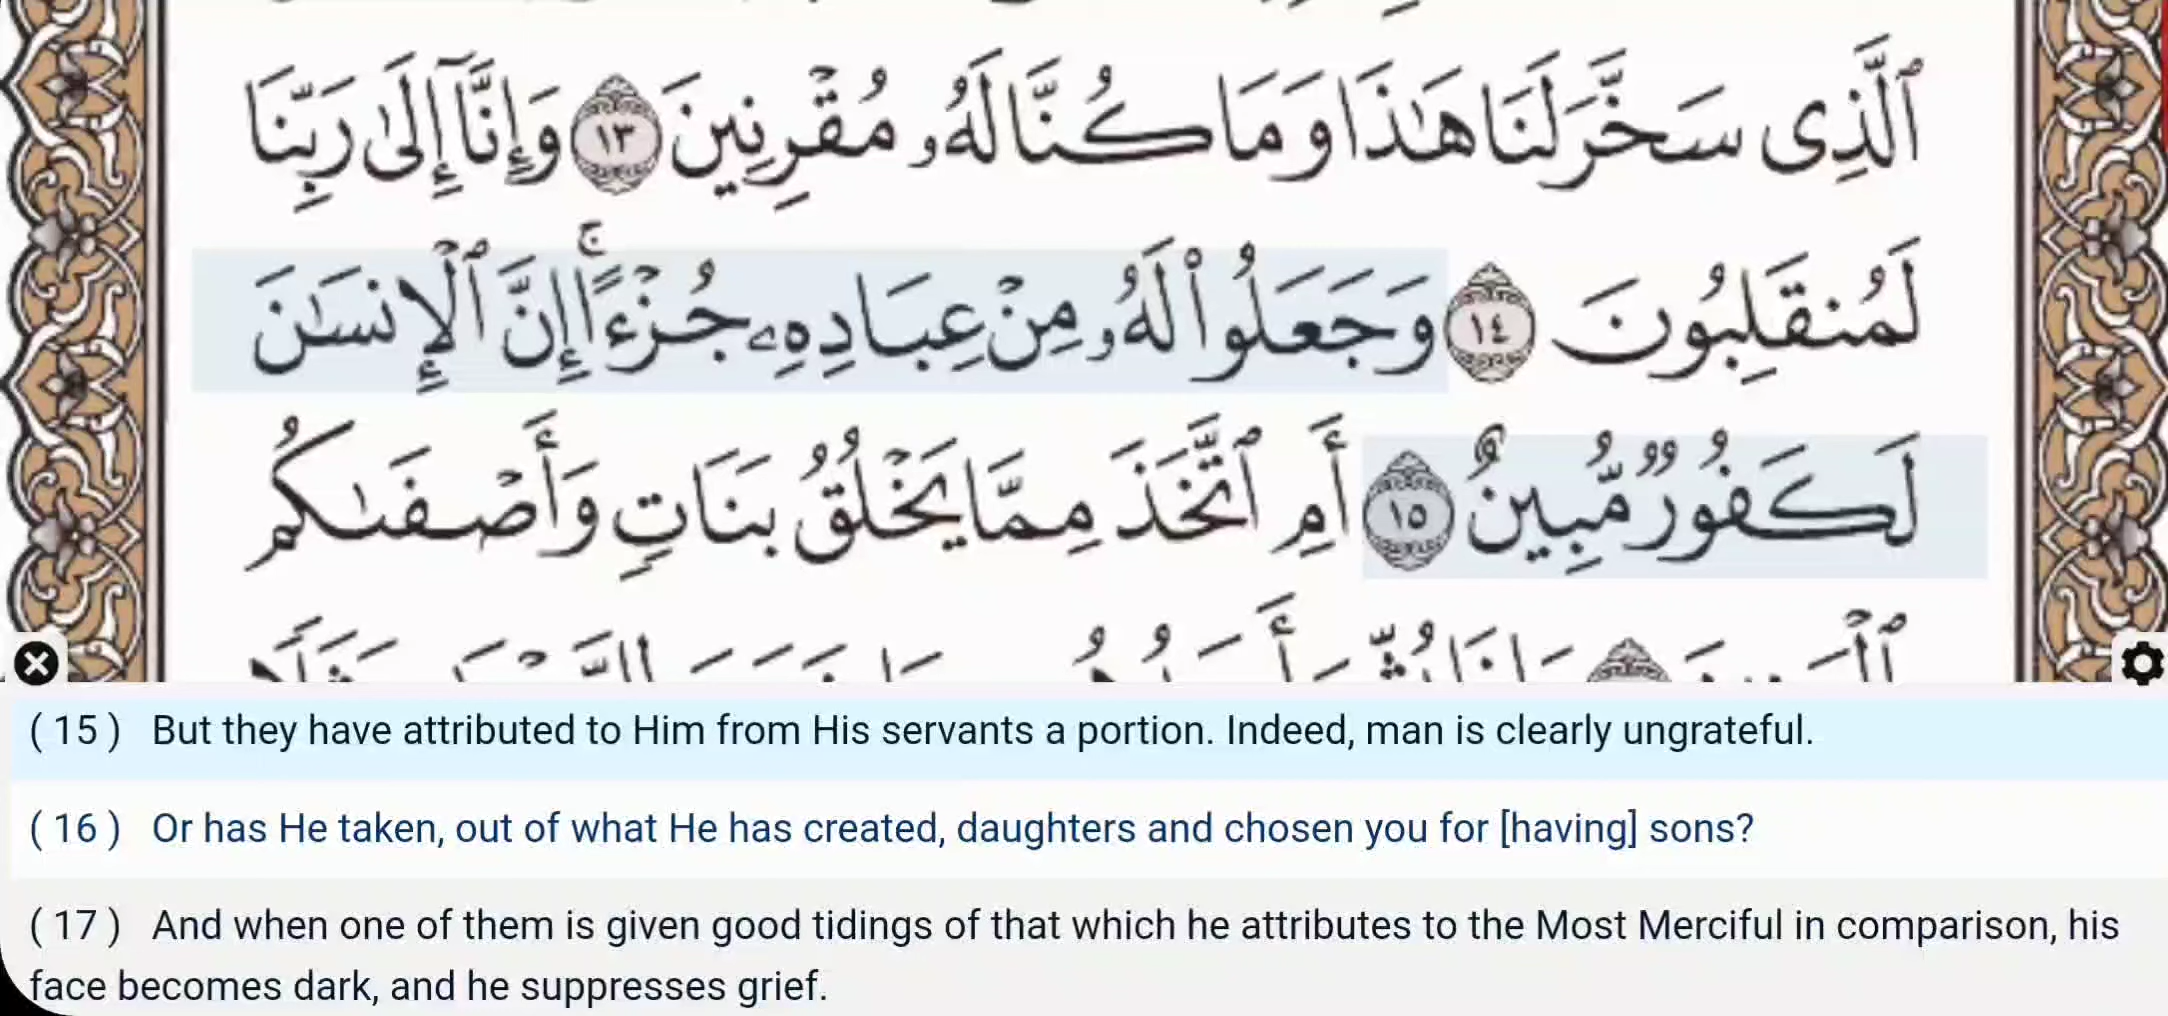 ٱلَّذِى سَخَّرَ لَنَا هَٰذَا وَمَا كُنَّا لَهُۥ مُقْرِنِينَ ١٣ وَإِنَّآ إِلَىٰ رَبِّنَا
لَمُنقَلِبُونَ ١٤ وَجَعَلُوا۟ لَهُۥ مِنْ عِبَادِهِۦ جُزْءًا ۚ إِنَّ ٱلْإِنسَٰنَ
لَكَفُورٌ مُّبِينٌ ١٥ أَمِ ٱتَّخَذَ مِمَّا يَخْلُقُ بَنَاتٍ وَأَصْفَىٰكُم
( 15 ) But they have attributed to Him from His servants a portion. Indeed, man is clearly ungrateful.
( 16 ) Or has He taken, out of what He has created, daughters and chosen you for [having] sons?
( 17 ) And when one of them is given good tidings of that which he attributes to the Most Merciful in comparison, his
face becomes dark, and he suppresses grief.